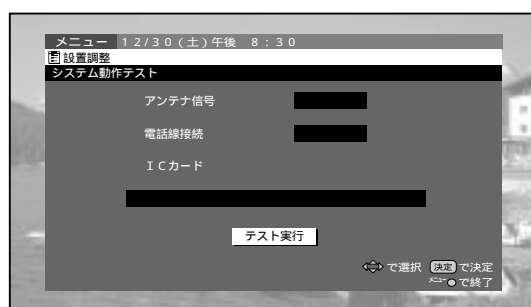 メニュー 12/30(土)午後 8:30
設置調整
システム動作テスト
アンテナ信号
電話線接続
ICカード
テスト実行
で選択 決定 で決定
メニュー で終了